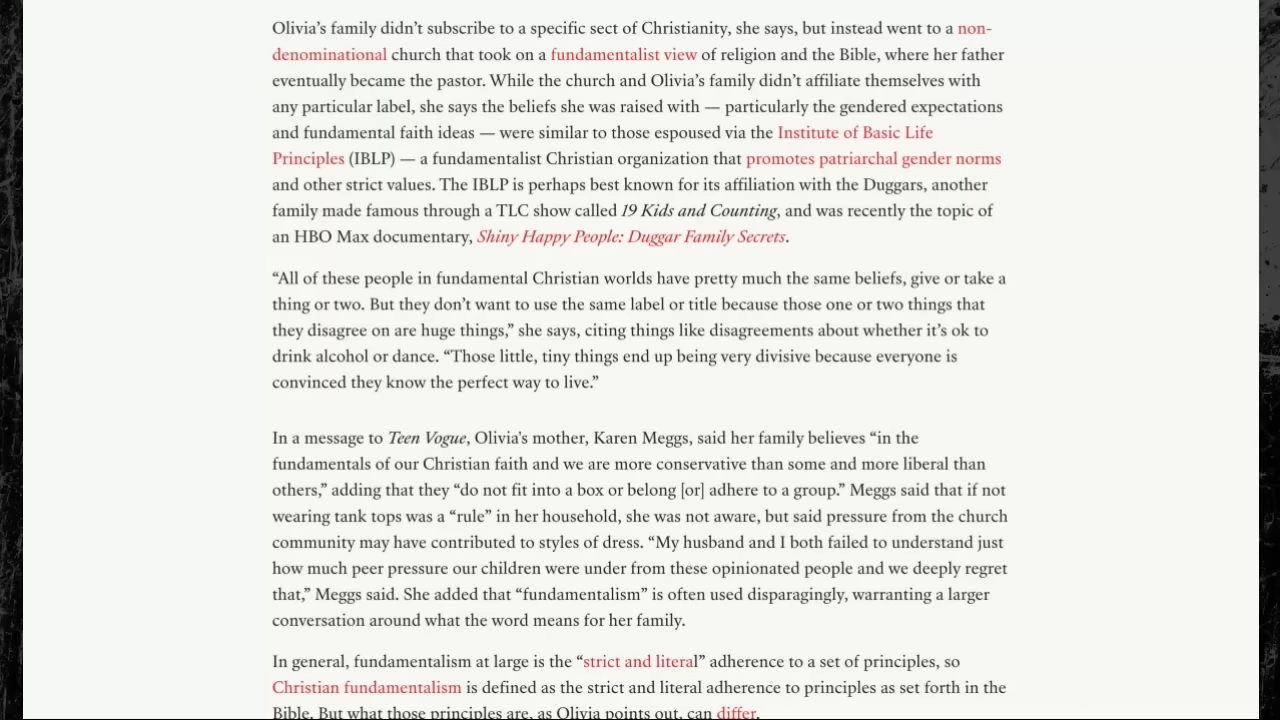 Olivia’s family didn’t subscribe to a specific sect of Christianity, she says, but instead went to a non-
denominational church that took on a fundamentalist view of religion and the Bible, where her father
eventually became the pastor. While the church and Olivia’s family didn’t affiliate themselves with
any particular label, she says the beliefs she was raised with — particularly the gendered expectations
and fundamental faith ideas — were similar to those espoused via the Institute of Basic Life
Principles (IBLP) — a fundamentalist Christian organization that promotes patriarchal gender norms
and other strict values. The IBLP is perhaps best known for its affiliation with the Duggars, another
family made famous through a TLC show called 19 Kids and Counting, and was recently the topic of
an HBO Max documentary, Shiny Happy People: Duggar Family Secrets.
“All of these people in fundamental Christian worlds have pretty much the same beliefs, give or take a
thing or two. But they don’t want to use the same label or title because those one or two things that
they disagree on are huge things,” she says, citing things like disagreements about whether it’s ok to
drink alcohol or dance. “Those little, tiny things end up being very divisive because everyone is
convinced they know the perfect way to live.”
In a message to Teen Vogue, Olivia's mother, Karen Meggs, said her family believes “in the
fundamentals of our Christian faith and we are more conservative than some and more liberal than
others,” adding that they “do not fit into a box or belong [or] adhere to a group.” Meggs said that if not
wearing tank tops was a “rule” in her household, she was not aware, but said pressure from the church
community may have contributed to styles of dress. “My husband and I both failed to understand just
how much peer pressure our children were under from these opinionated people and we deeply regret
that,” Meggs said. She added that “fundamentalism” is often used disparagingly, warranting a larger
conversation around what the word means for her family.
In general, fundamentalism at large is the “strict and literal” adherence to a set of principles, so
Christian fundamentalism is defined as the strict and literal adherence to principles as set forth in the
Bible. But what those principles are, as Olivia points out, can differ.